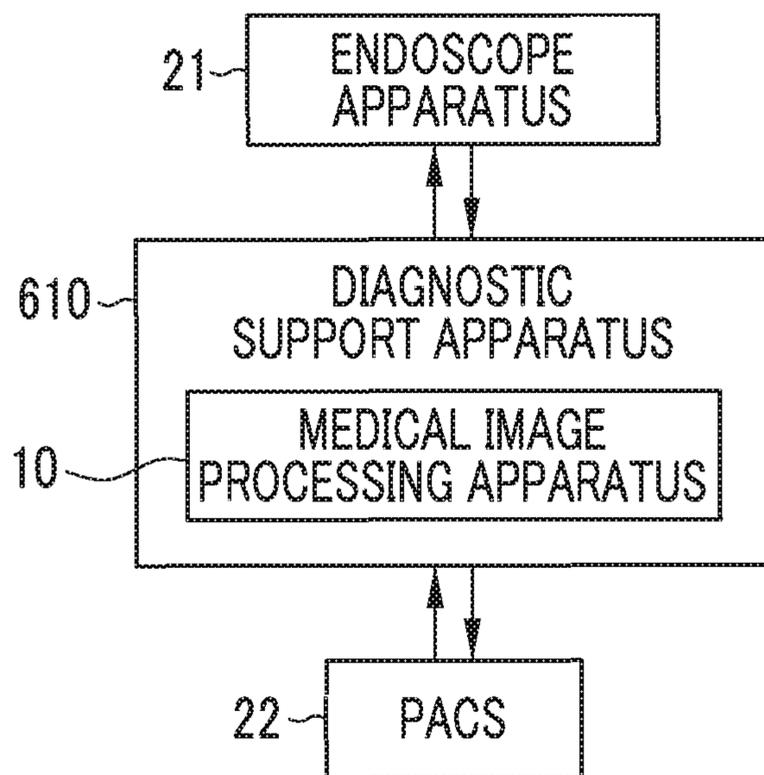 21
ENDOSCOPE
APPARATUS
610
DIAGNOSTIC
SUPPORT APPARATUS
10
MEDICAL IMAGE
PROCESSING APPARATUS
22
PACS